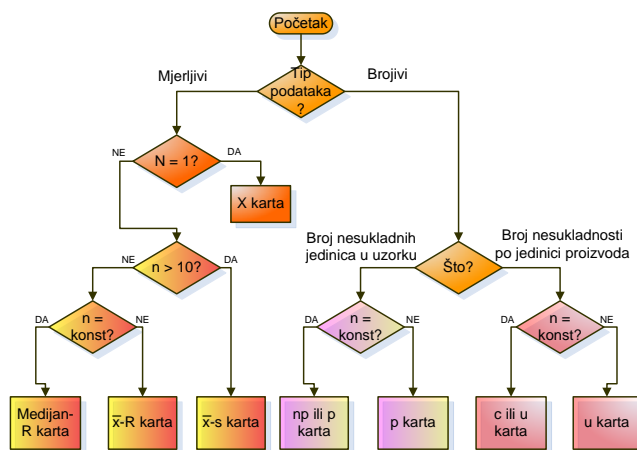 Početak
Mjerljivi
Tip
podataka
?
Brojivi
NE
N = 1?
DA
X karta
Broj nesukladnih
jedinica u uzorku
Što?
Broj nesukladnosti
po jedinici proizvoda
NE
n > 10?
DA
DA
n =
konst?
NE
DA
n =
konst?
NE
DA
n =
konst?
NE
Medijan-
R karta
x̅-R karta
x̅-s karta
np ili p
karta
p karta
c ili u
karta
u karta